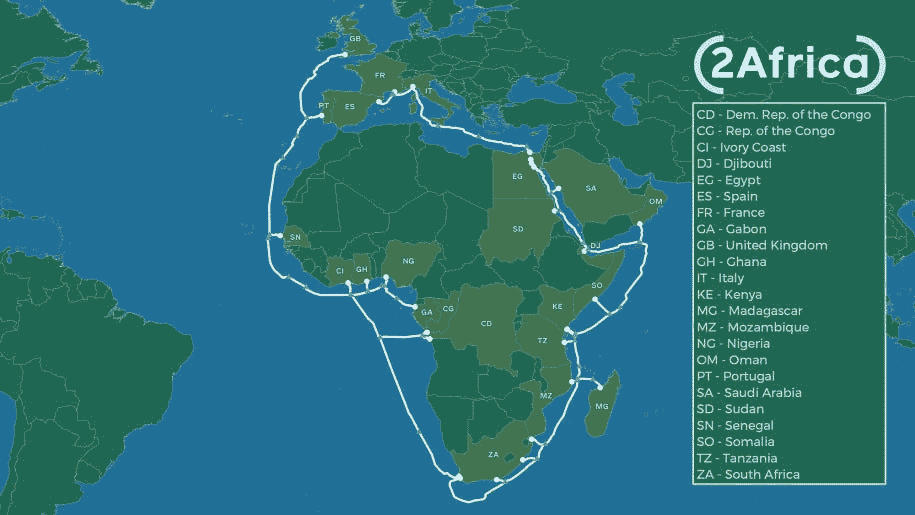 2Africa
CD - Dem. Rep. of the Congo
CG - Rep. of the Congo
CI - Ivory Coast
DJ - Djibouti
EG - Egypt
ES - Spain
FR - France
GA - Gabon
GB - United Kingdom
GH - Ghana
IT - Italy
KE - Kenya
MG - Madagascar
MZ - Mozambique
NG - Nigeria
OM - Oman
PT - Portugal
SA - Saudi Arabia
SD - Sudan
SN - Senegal
SO - Somalia
TZ - Tanzania
ZA - South Africa
GB
FR
IT
PT
ES
EG
SA
OM
SN
SD
DJ
CI
GH
NG
SO
GA
CG
CD
KE
TZ
MZ
MG
ZA